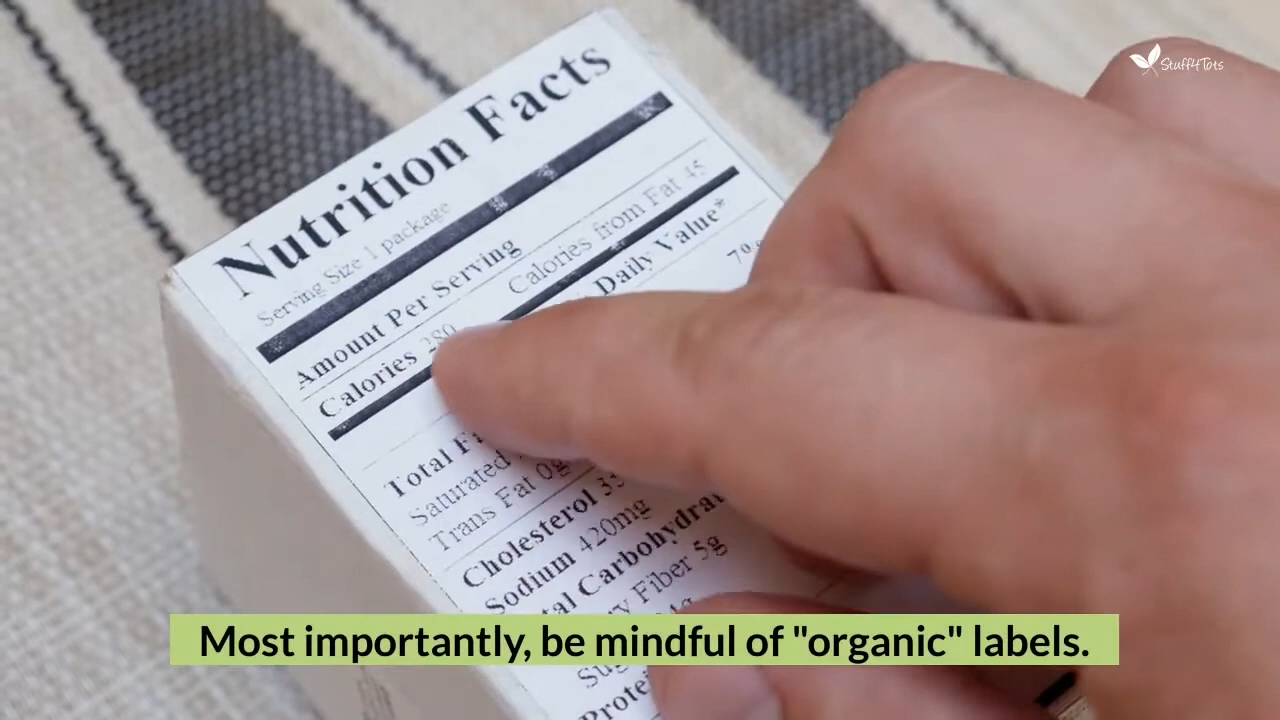 Stuff4Tots
Nutrition Facts
Serving Size 1 package
Amount Per Serving
Calories 280 Calories from Fat 45
Daily Value*
Total
Saturated
Trans Fat 0g
Cholesterol
Sodium 420mg
Fiber 5g
Most importantly, be mindful of "organic" labels.